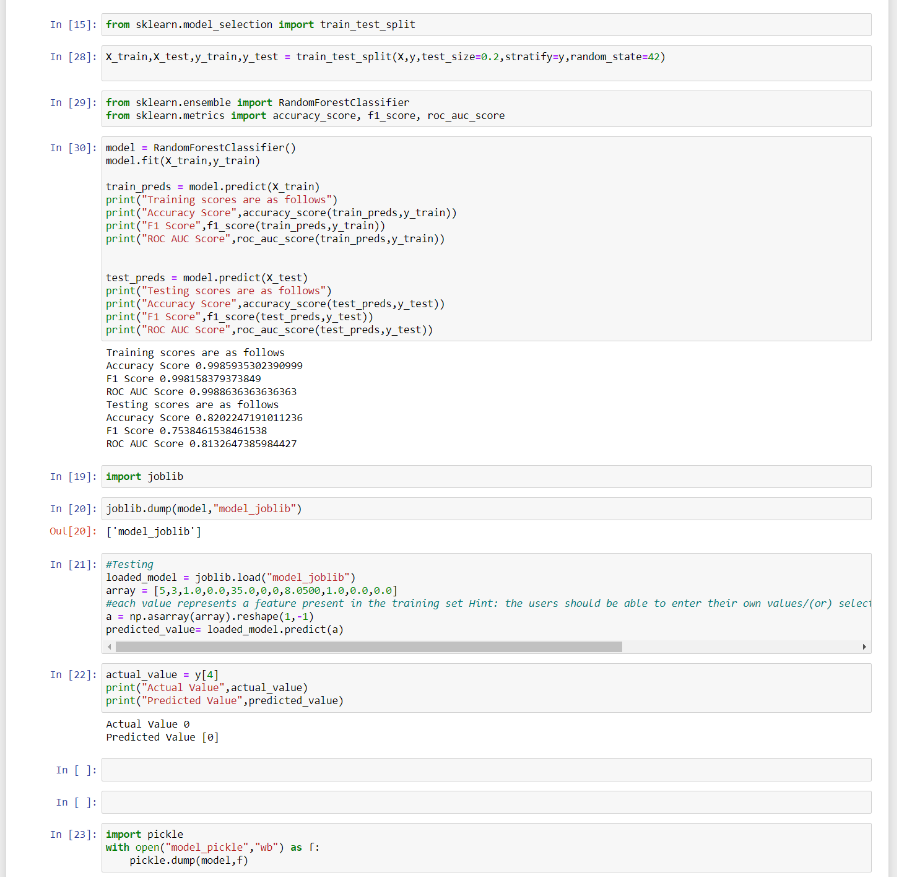 In [15]: from sklearn.model_selection import train_test_split
In [28]: X_train,X_test,y_train,y_test = train_test_split(X,y,test_size=0.2,stratify=y,random_state=42)
In [29]: from sklearn.ensemble import RandomForestClassifier
from sklearn.metrics import accuracy_score, f1_score, roc_auc_score
In [30]: model = RandomForestClassifier()
model.fit(X_train,y_train)
train_preds = model.predict(X_train)
print("Training scores are as follows")
print("Accuracy Score",accuracy_score(train_preds,y_train))
print("F1 Score",f1_score(train_preds,y_train))
print("ROC AUC Score",roc_auc_score(train_preds,y_train))
test_preds = model.predict(X_test)
print("Testing scores are as follows")
print("Accuracy Score",accuracy_score(test_preds,y_test))
print("F1 Score",f1_score(test_preds,y_test))
print("ROC AUC Score",roc_auc_score(test_preds,y_test))
Training scores are as follows
Accuracy Score 0.9985935302390999
F1 Score 0.998158379373849
ROC AUC Score 0.9988636363636363
Testing scores are as follows
Accuracy Score 0.8202247191011236
F1 Score 0.7538461538461538
ROC AUC Score 0.8132647385984427
In [19]: import joblib
In [20]: joblib.dump(model,"model_joblib")
Out[20]: ['model_joblib']
In [21]: #Testing
loaded_model = joblib.load("model_joblib")
array = [5,3,1.0,0.0,35.0,0,0,8.0500,1.0,0.0,0.0]
#each value represents a feature present in the training set Hint: the users should be able to enter their own values/(or) select
a = np.asarray(array).reshape(1,-1)
predicted_value= loaded_model.predict(a)
In [22]: actual_value = y[4]
print("Actual Value",actual_value)
print("Predicted Value",predicted_value)
Actual Value 0
Predicted Value [0]
In [ ]:
In [ ]:
In [23]: import pickle
with open("model_pickle","wb") as f:
pickle.dump(model,f)